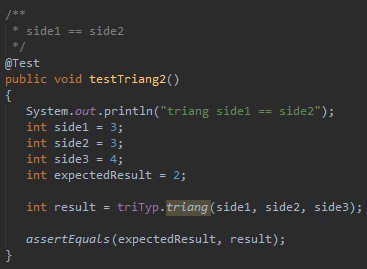 /**
 * side1 == side2
 */
@Test
public void testTriang2()
{
    System.out.println("triang side1 == side2");
    int side1 = 3;
    int side2 = 3;
    int side3 = 4;
    int expectedResult = 2;

    int result = triTyp.triang(side1, side2, side3);

    assertEquals(expectedResult, result);
}